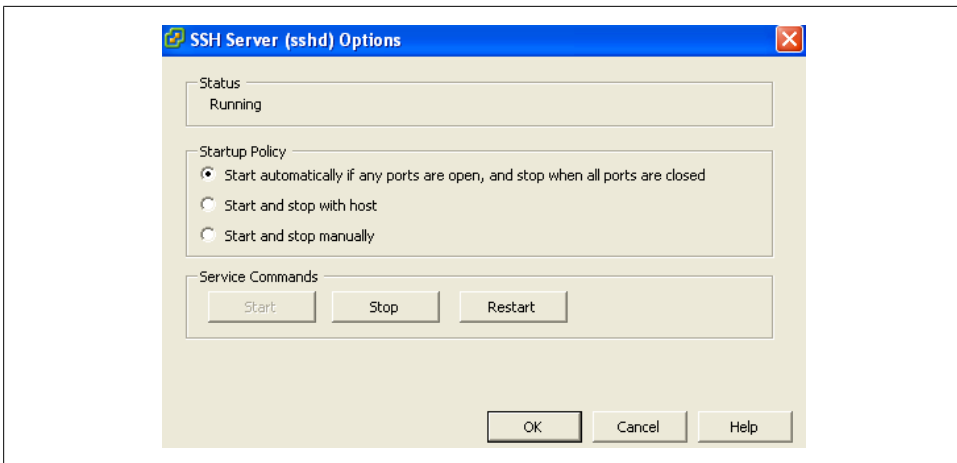 SSH Server (sshd) Options
Status
Running
Startup Policy
Start automatically if any ports are open, and stop when all ports are closed
Start and stop with host
Start and stop manually
Service Commands
Start Stop Restart
OK Cancel Help